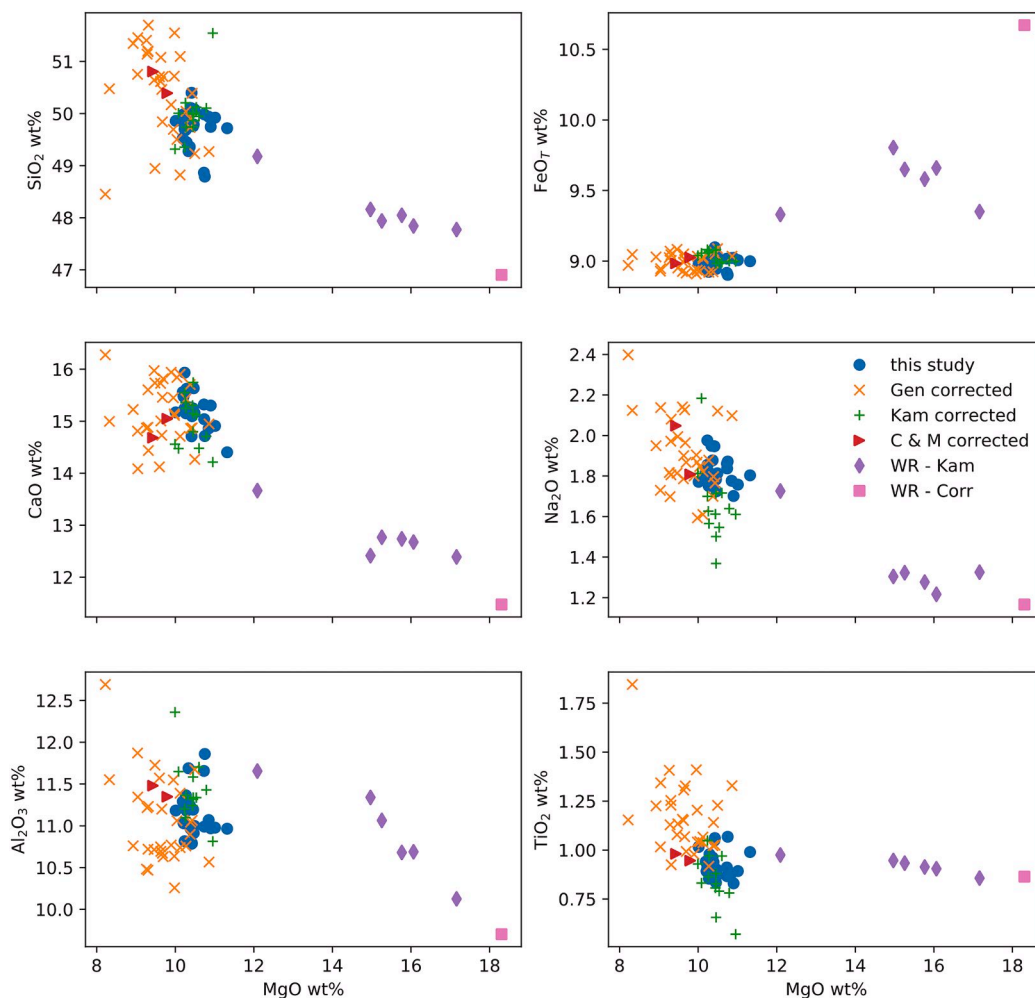 51
50
49
48
47
SiO₂ wt%
10.5
10.0
9.5
9.0
FeO_T wt%
16
15
14
13
12
CaO wt%
2.4
2.2
2.0
1.8
1.6
1.4
1.2
Na₂O wt%
this study
Gen corrected
Kam corrected
C & M corrected
WR - Kam
WR - Corr
12.5
12.0
11.5
11.0
10.5
10.0
Al₂O₃ wt%
8 10 12 14 16 18
MgO wt%
1.75
1.50
1.25
1.00
0.75
TiO₂ wt%
8 10 12 14 16 18
MgO wt%